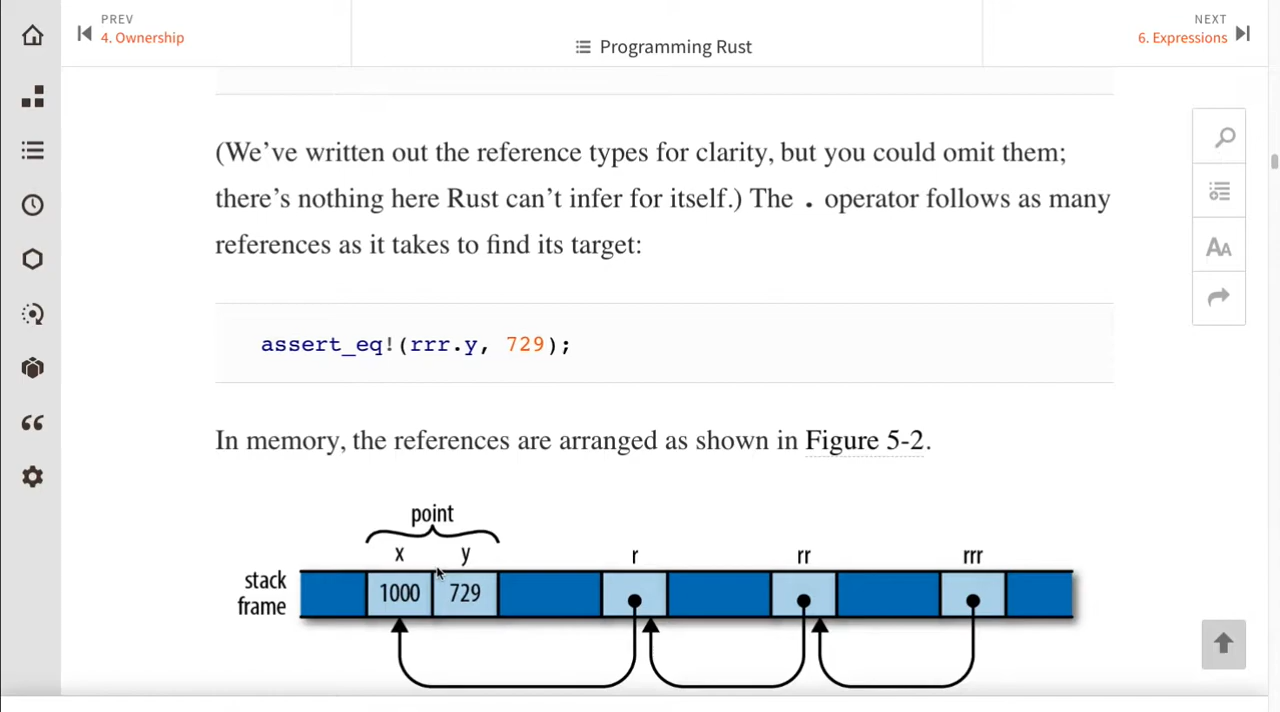 PREV
4. Ownership
Programming Rust
NEXT
6. Expressions
(We’ve written out the reference types for clarity, but you could omit them;
there’s nothing here Rust can’t infer for itself.) The . operator follows as many
references as it takes to find its target:
assert_eq!(rrr.y, 729);
In memory, the references are arranged as shown in Figure 5-2.
point
x y r rr rrr
stack
frame
1000 729
AA